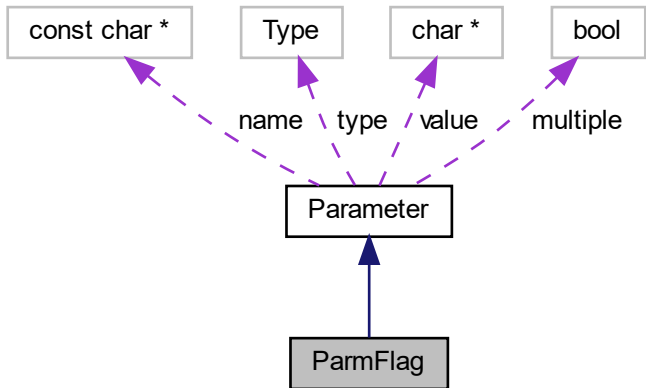 const char *
Type
char *
bool
name
type
value
multiple
Parameter
ParmFlag